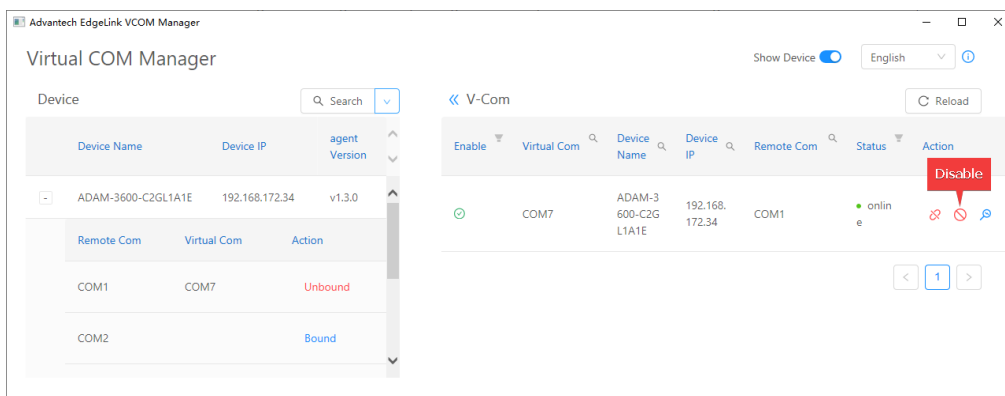 Advantech EdgeLink VCOM Manager
Virtual COM Manager
Show Device
English
Device
Search
V-Com
Reload
Device Name
Device IP
agent
Version
Enable
Virtual Com
Device
Name
Device
IP
Remote Com
Status
Action
Disable
ADAM-3600-C2GL1A1E
192.168.172.34
v1.3.0
COM7
ADAM-3
600-C2G
L1A1E
192.168.
172.34
COM1
onlin
e
Remote Com
Virtual Com
Action
COM1
COM7
Unbound
COM2
Bound
< 1 >